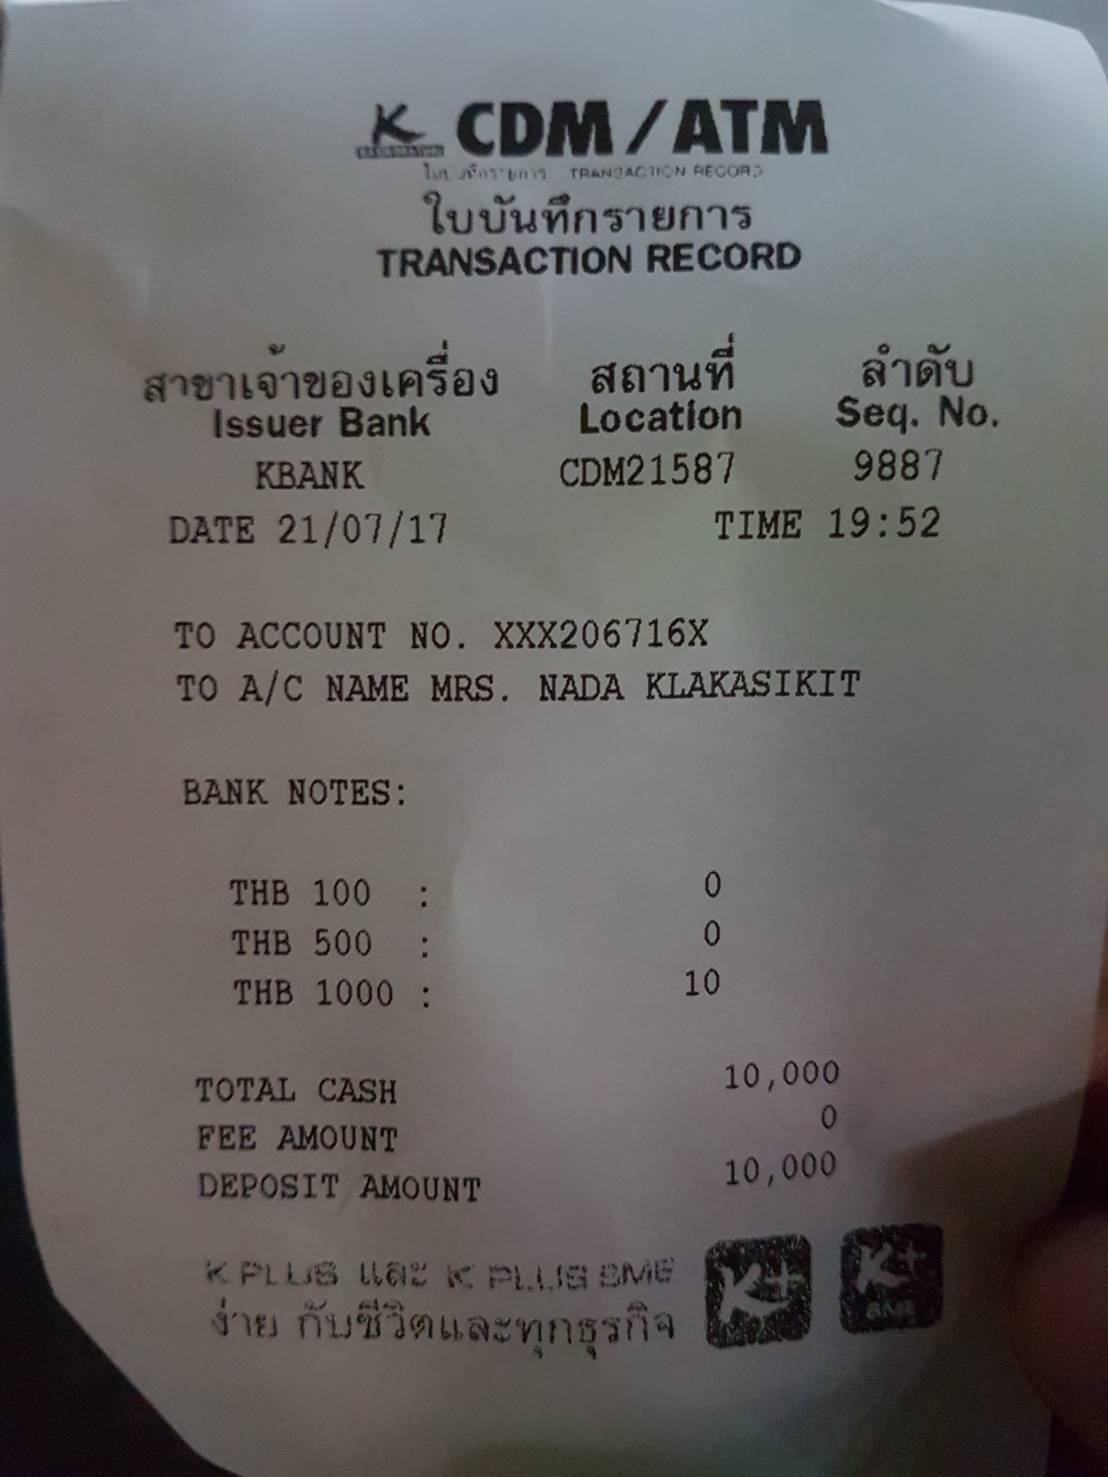 K CDM/ATM
ใบบันทึกรายการ TRANSACTION RECORD
ใบบันทึกรายการ
TRANSACTION RECORD
สาขาเจ้าของเครื่อง สถานที่ ลำดับ
Issuer Bank Location Seq. No.
KBANK CDM21587 9887
DATE 21/07/17 TIME 19:52
TO ACCOUNT NO. XXX206716X
TO A/C NAME MRS. NADA KLAKASIKIT
BANK NOTES:
THB 100 : 0
THB 500 : 0
THB 1000 : 10
TOTAL CASH 10,000
FEE AMOUNT 0
DEPOSIT AMOUNT 10,000
K PLUS และ K PLUS SME K+ K+ SME
ง่าย กับชีวิตและทุกธุรกิจ